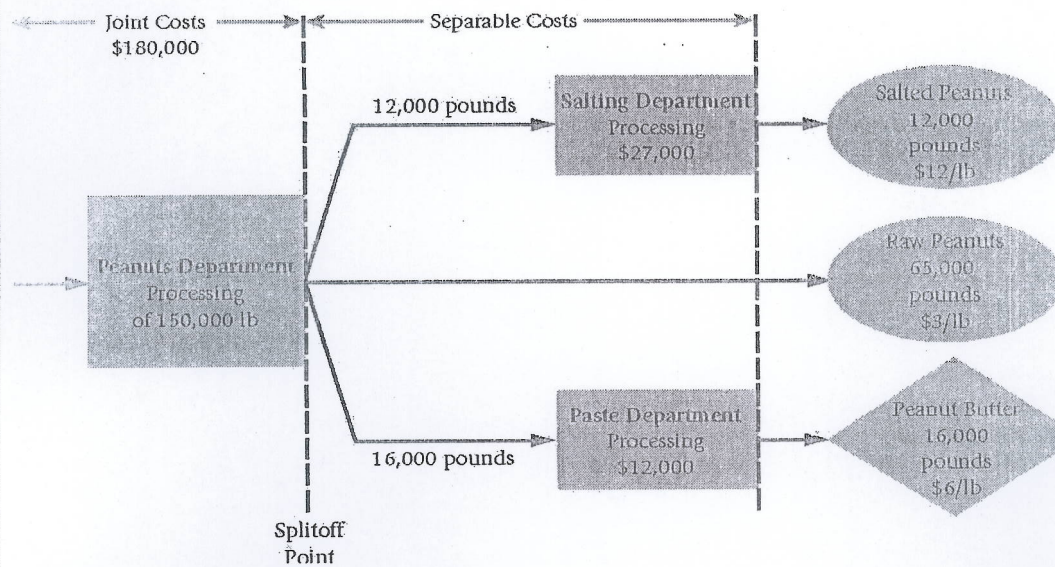 Joint Costs
$180,000
Separable Costs
12,000 pounds
Salting Department
Processing
$27,000
Salted Peanuts
12,000
pounds
$12/lb
Peanuts Department
Processing
of 150,000 lb
Raw Peanuts
65,000
pounds
$3/lb
16,000 pounds
Paste Department
Processing
$12,000
Peanut Butter
16,000
pounds
$6/lb
Splitoff
Point